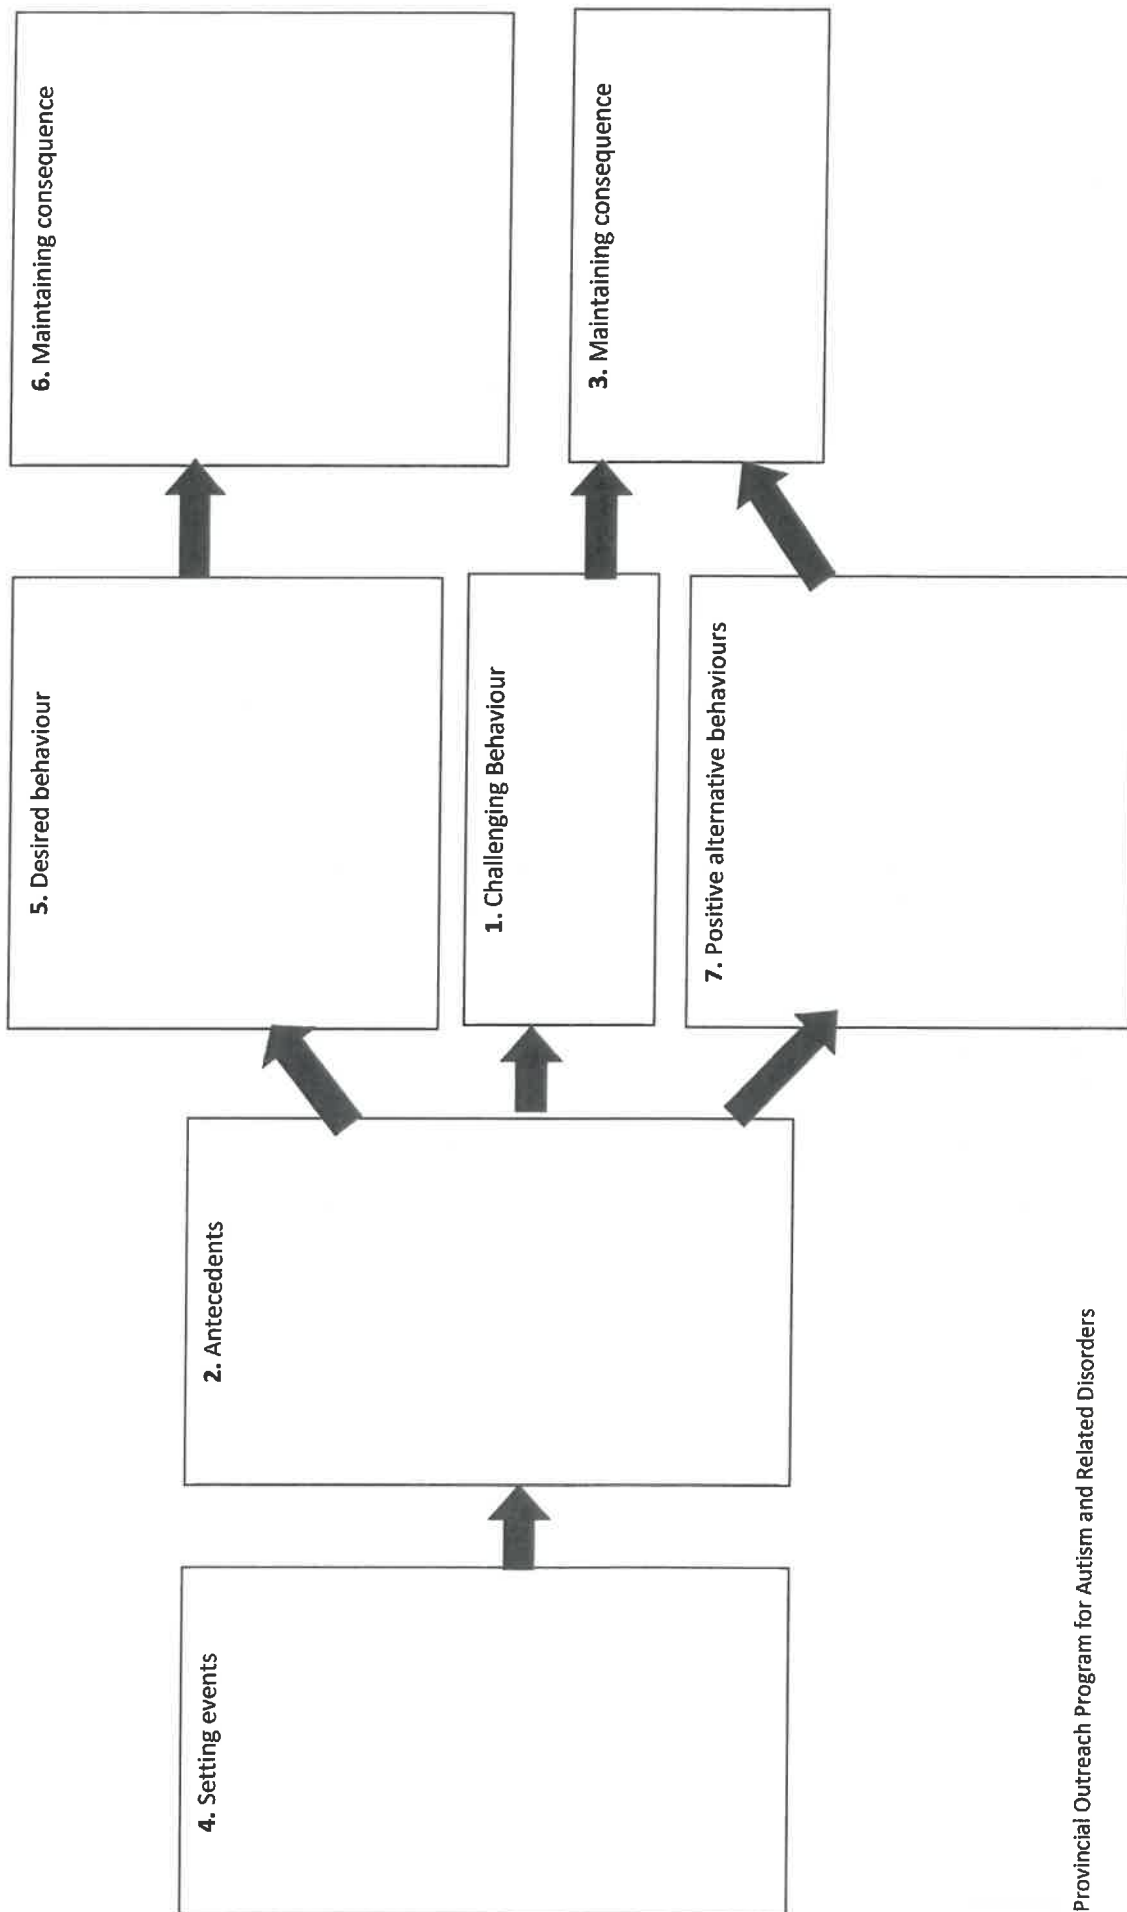 4. Setting events
2. Antecedents
5. Desired behaviour
6. Maintaining consequence
1. Challenging Behaviour
3. Maintaining consequence
7. Positive alternative behaviours
Provincial Outreach Program for Autism and Related Disorders